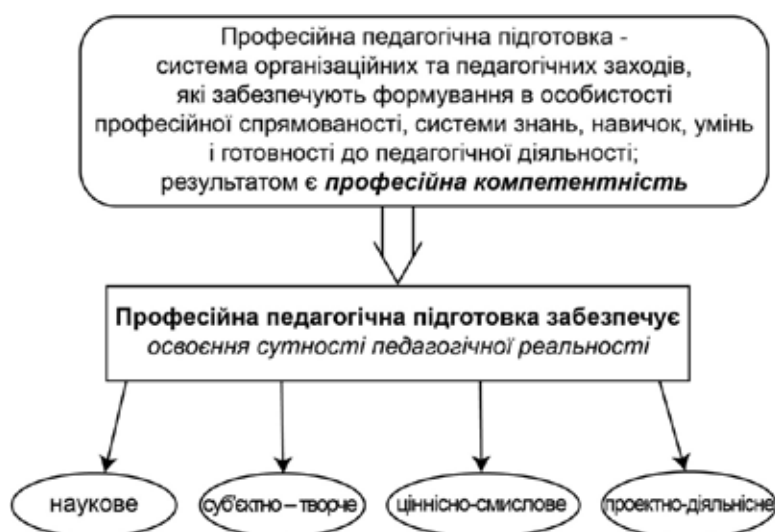 Професійна педагогічна підготовка -
система організаційних та педагогічних заходів,
які забезпечують формування в особистості
професійної спрямованості, системи знань, навичок, умінь
і готовності до педагогічної діяльності;
результатом є професійна компетентність
Професійна педагогічна підготовка забезпечує
освоєння сутності педагогічної реальності
наукове
суб'єктно – творче
ціннісно-смислове
проектно-діяльнісне